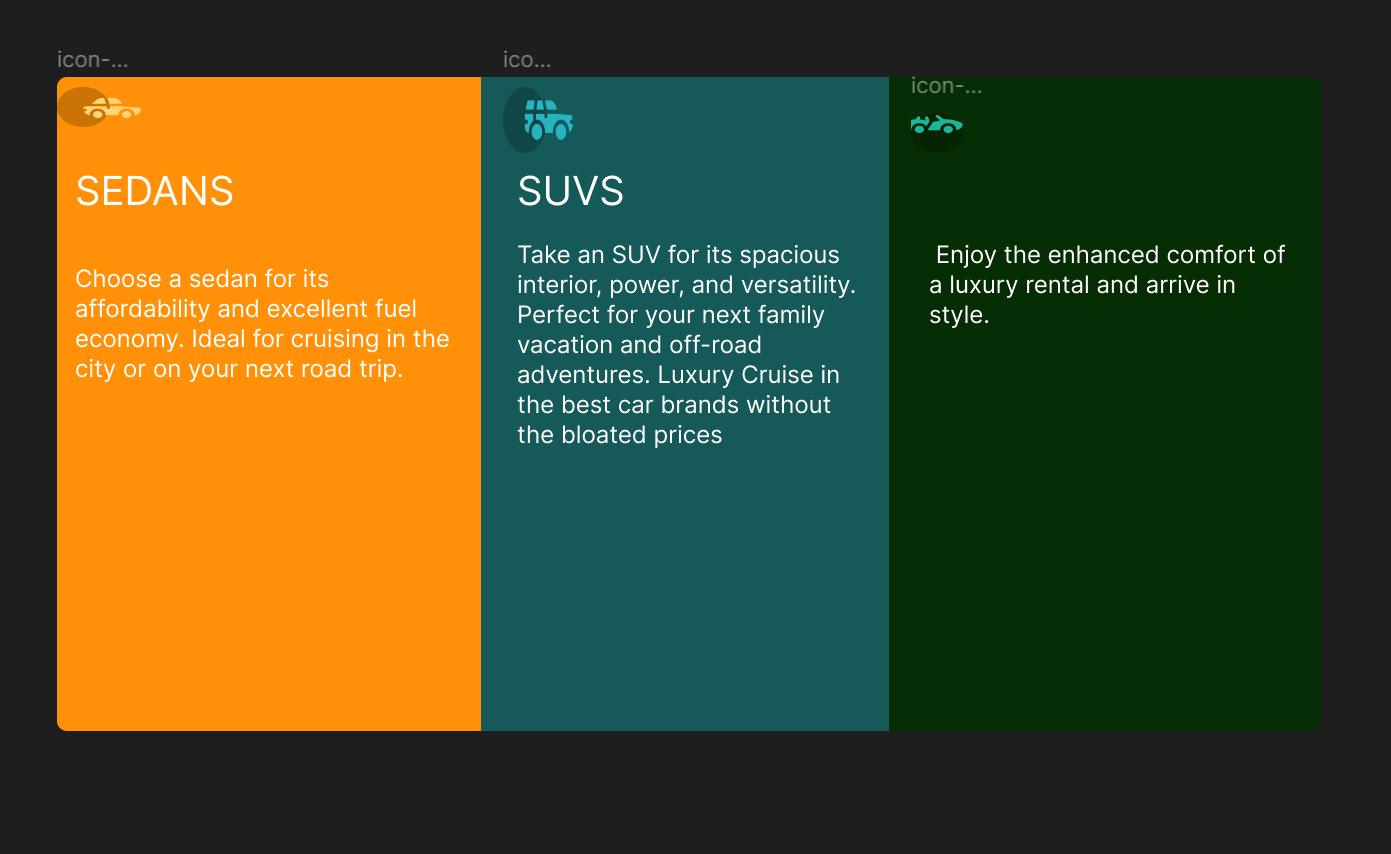 icon-...
ico...
icon-...
SEDANS
Choose a sedan for its
affordability and excellent fuel
economy. Ideal for cruising in the
city or on your next road trip.
SUVS
Take an SUV for its spacious
interior, power, and versatility.
Perfect for your next family
vacation and off-road
adventures. Luxury Cruise in
the best car brands without
the bloated prices
Enjoy the enhanced comfort of
a luxury rental and arrive in
style.